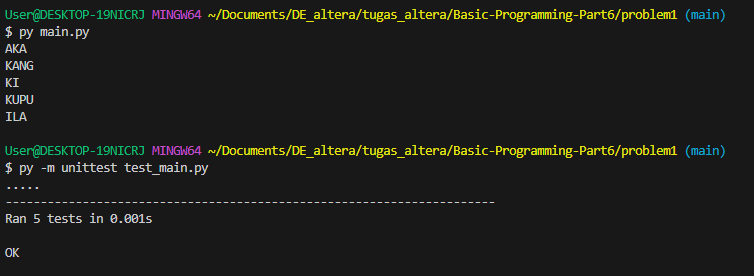 User@DESKTOP-19NICRJ MINGW64 ~/Documents/DE_altera/tugas_altera/Basic-Programming-Part6/problem1 (main)
$ py main.py
AKA
KANG
KI
KUPU
ILA
User@DESKTOP-19NICRJ MINGW64 ~/Documents/DE_altera/tugas_altera/Basic-Programming-Part6/problem1 (main)
$ py -m unittest test_main.py
.....
----------------------------------------------------------------------
Ran 5 tests in 0.001s
OK